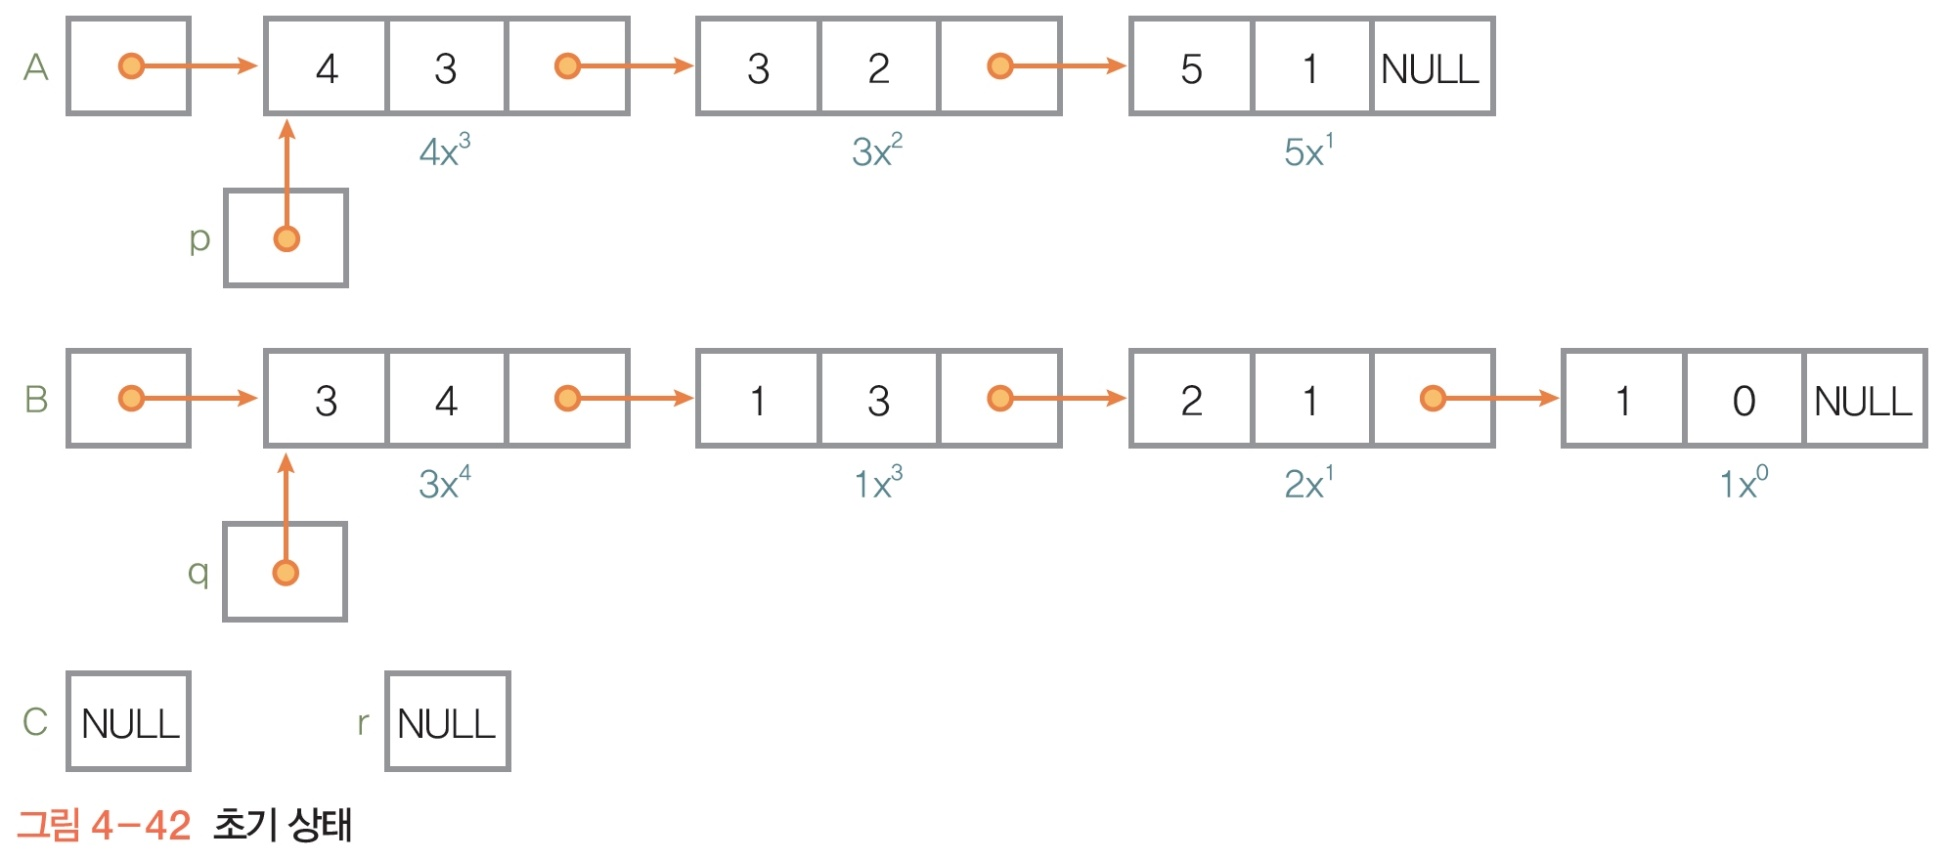 A 4 3 3 2 5 1 NULL
4x³ 3x² 5x¹
p
B 3 4 1 3 2 1 1 0 NULL
3x⁴ 1x³ 2x¹ 1x⁰
q
C NULL r NULL
그림 4-42 초기 상태